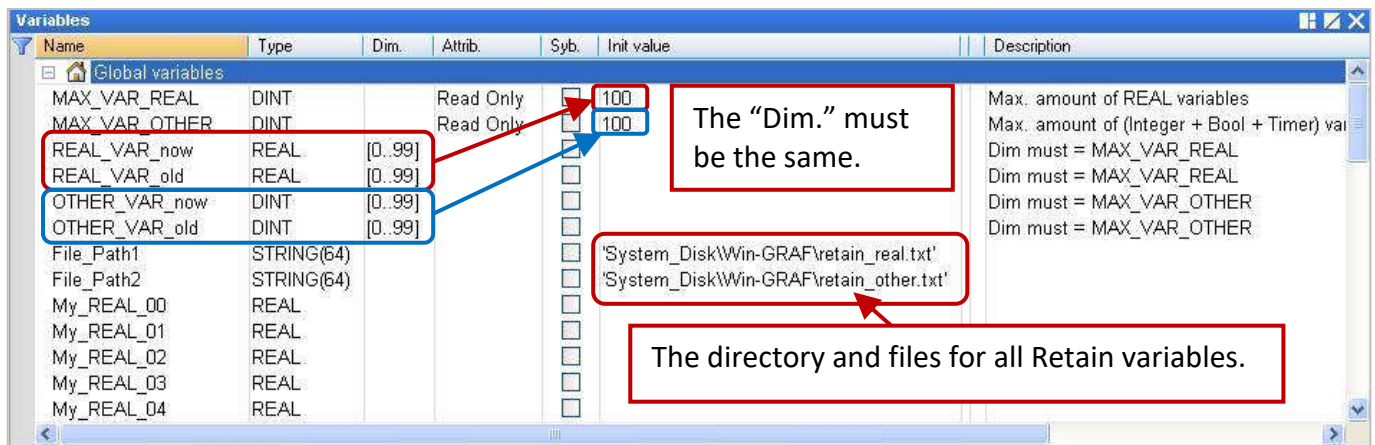 Variables
Name Type Dim. Attrib. Syb. Init value Description
Global variables
MAX_VAR_REAL DINT Read Only 100 Max. amount of REAL variables
MAX_VAR_OTHER DINT Read Only 100 Max. amount of (Integer + Bool + Timer) vai
REAL_VAR_now REAL [0..99] Dim must = MAX_VAR_REAL
REAL_VAR_old REAL [0..99] Dim must = MAX_VAR_REAL
OTHER_VAR_now DINT [0..99] Dim must = MAX_VAR_OTHER
OTHER_VAR_old DINT [0..99] Dim must = MAX_VAR_OTHER
File_Path1 STRING(64) 'System_Disk\Win-GRAF\retain_real.txt'
File_Path2 STRING(64) 'System_Disk\Win-GRAF\retain_other.txt'
My_REAL_00 REAL
My_REAL_01 REAL
My_REAL_02 REAL
My_REAL_03 REAL
My_REAL_04 REAL
The “Dim.” must
be the same.
The directory and files for all Retain variables.